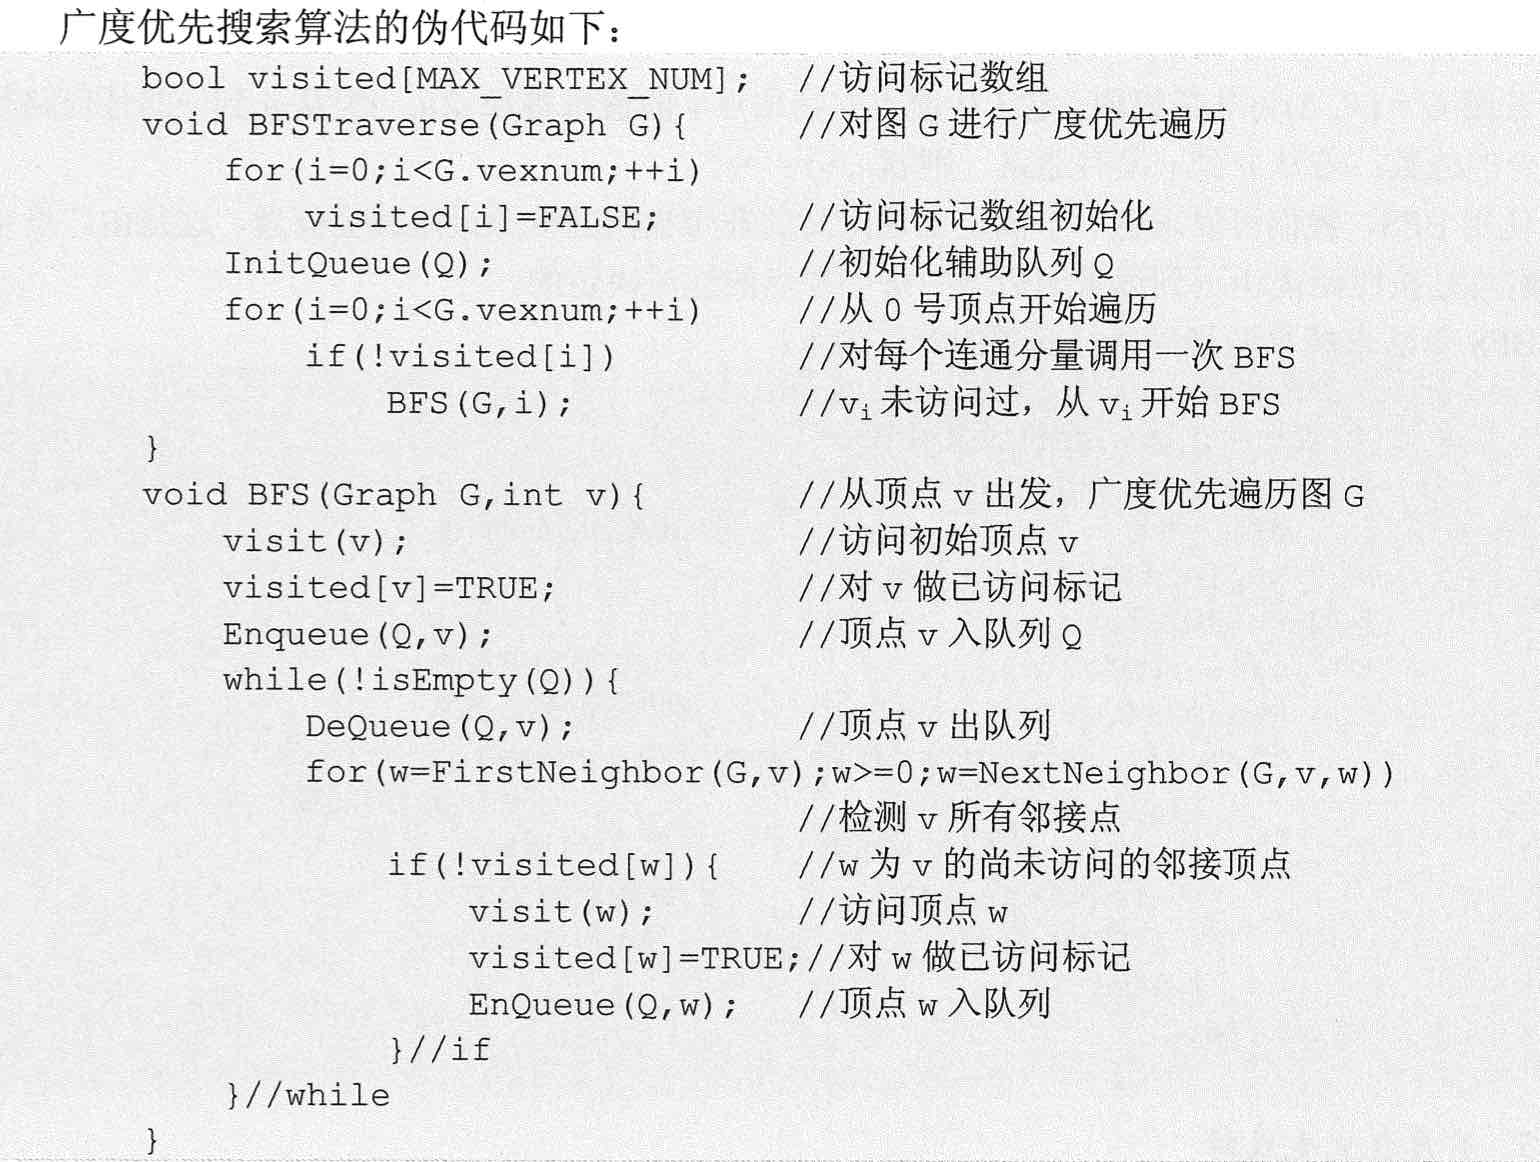 广度优先搜索算法的伪代码如下：
bool visited[MAX_VERTEX_NUM]; //访问标记数组
void BFSTraverse(Graph G){ //对图 G 进行广度优先遍历
for(i=0;i<G.vexnum;++i)
visited[i]=FALSE; //访问标记数组初始化
InitQueue(Q); //初始化辅助队列 Q
for(i=0;i<G.vexnum;++i) //从 0 号顶点开始遍历
if(!visited[i]) //对每个连通分量调用一次 BFS
BFS(G,i); //vi 未访问过，从 vi 开始 BFS
}
void BFS(Graph G,int v){ //从顶点 v 出发，广度优先遍历图 G
visit(v); //访问初始顶点 v
visited[v]=TRUE; //对 v 做已访问标记
Enqueue(Q,v); //顶点 v 入队列 Q
while(!isEmpty(Q)){
DeQueue(Q,v); //顶点 v 出队列
for(w=FirstNeighbor(G,v);w>=0;w=NextNeighbor(G,v,w))
//检测 v 所有邻接点
if(!visited[w]){ //w 为 v 的尚未访问的邻接顶点
visit(w); //访问顶点 w
visited[w]=TRUE;//对 w 做已访问标记
EnQueue(Q,w); //顶点 w 入队列
}//if
}//while
}